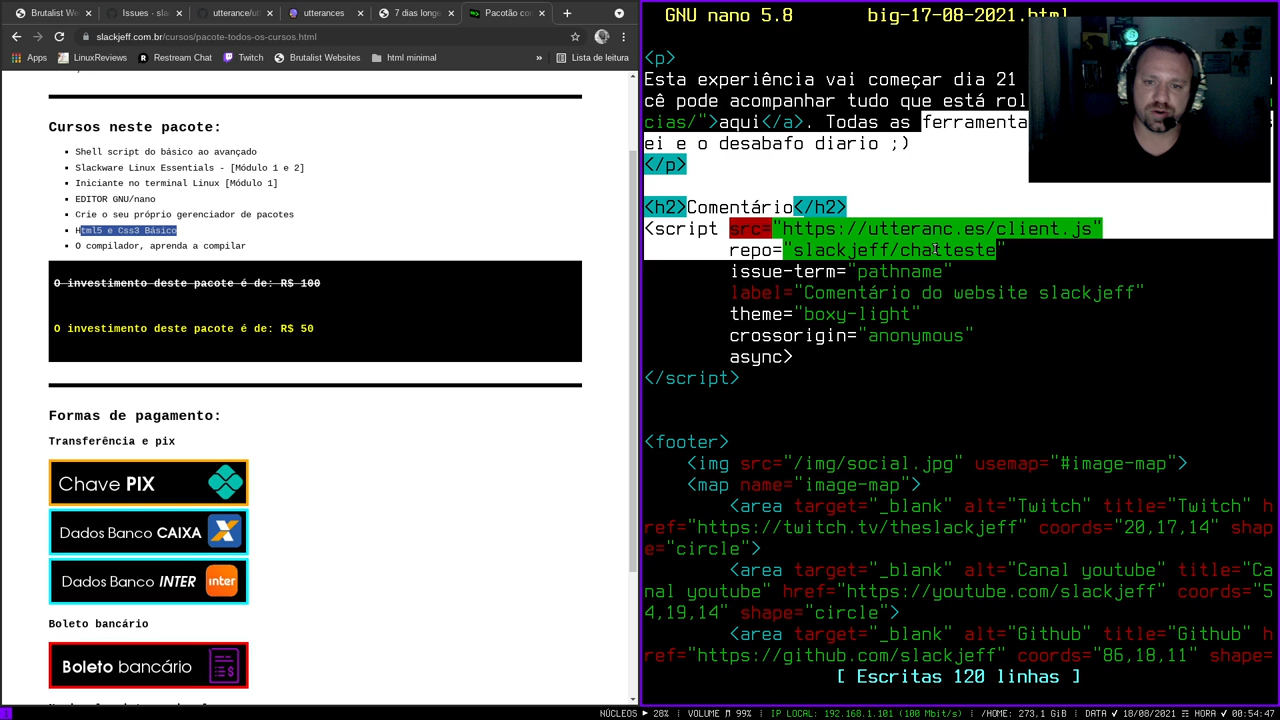 Brutalist Web
Issues · slack
utterance/utt
utterances
7 dias longe
Pacotão con
slackjeff.com.br/cursos/pacote-todos-os-cursos.html
Apps
LinuxReviews
Restream Chat
Twitch
Brutalist Websites
html minimal
»
Lista de leitura
Cursos neste pacote:
Shell script do básico ao avançado
Slackware Linux Essentials - [Módulo 1 e 2]
Iniciante no terminal Linux [Módulo 1]
EDITOR GNU/nano
Crie o seu próprio gerenciador de pacotes
Html5 e Css3 Básico
O compilador, aprenda a compilar
O investimento deste pacote é de: R$ 100
O investimento deste pacote é de: R$ 50
Formas de pagamento:
Transferência e pix
Chave PIX
Dados Banco CAIXA
Dados Banco INTER
inter
Boleto bancário
Boleto bancário
GNU nano 5.8 big-17-08-2021.html
<p>
Esta experiência vai começar dia 21
cê pode acompanhar tudo que está rol
cias/">aqui</a>. Todas as ferramenta
ei e o desabafo diario ;)
</p>
<h2>Comentário</h2>
<script src="https://utteranc.es/client.js"
repo="slackjeff/chatteste"
issue-term="pathname"
label="Comentário do website slackjeff"
theme="boxy-light"
crossorigin="anonymous"
async>
</script>
<footer>
<img src="/img/social.jpg" usemap="#image-map">
<map name="image-map">
<area target="_blank" alt="Twitch" title="Twitch" h
ref="https://twitch.tv/theslackjeff" coords="20,17,14" shap
e="circle">
<area target="_blank" alt="Canal youtube" title="Ca
nal youtube" href="https://youtube.com/slackjeff" coords="5
4,19,14" shape="circle">
<area target="_blank" alt="Github" title="Github" h
ref="https://github.com/slackjeff" coords="86,18,11" shape=
[ Escritas 120 linhas ]
NÚCLEOS ► 28% ⁝ VOLUME 99% ⁝ IP LOCAL: 192.168.1.101 (100 Mbit/s) ⁝ /HOME: 273,1 GiB ⁝ DATA ✔ 18/08/2021 HORA ✔ 00:54:47